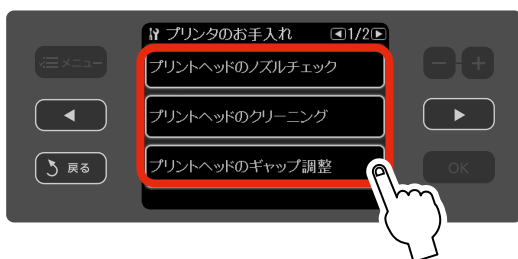 プリンタのお手入れ ◀1/2▶
メニュー
プリントヘッドのノズルチェック
－ ＋
プリントヘッドのクリーニング
戻る
プリントヘッドのギャップ調整
OK